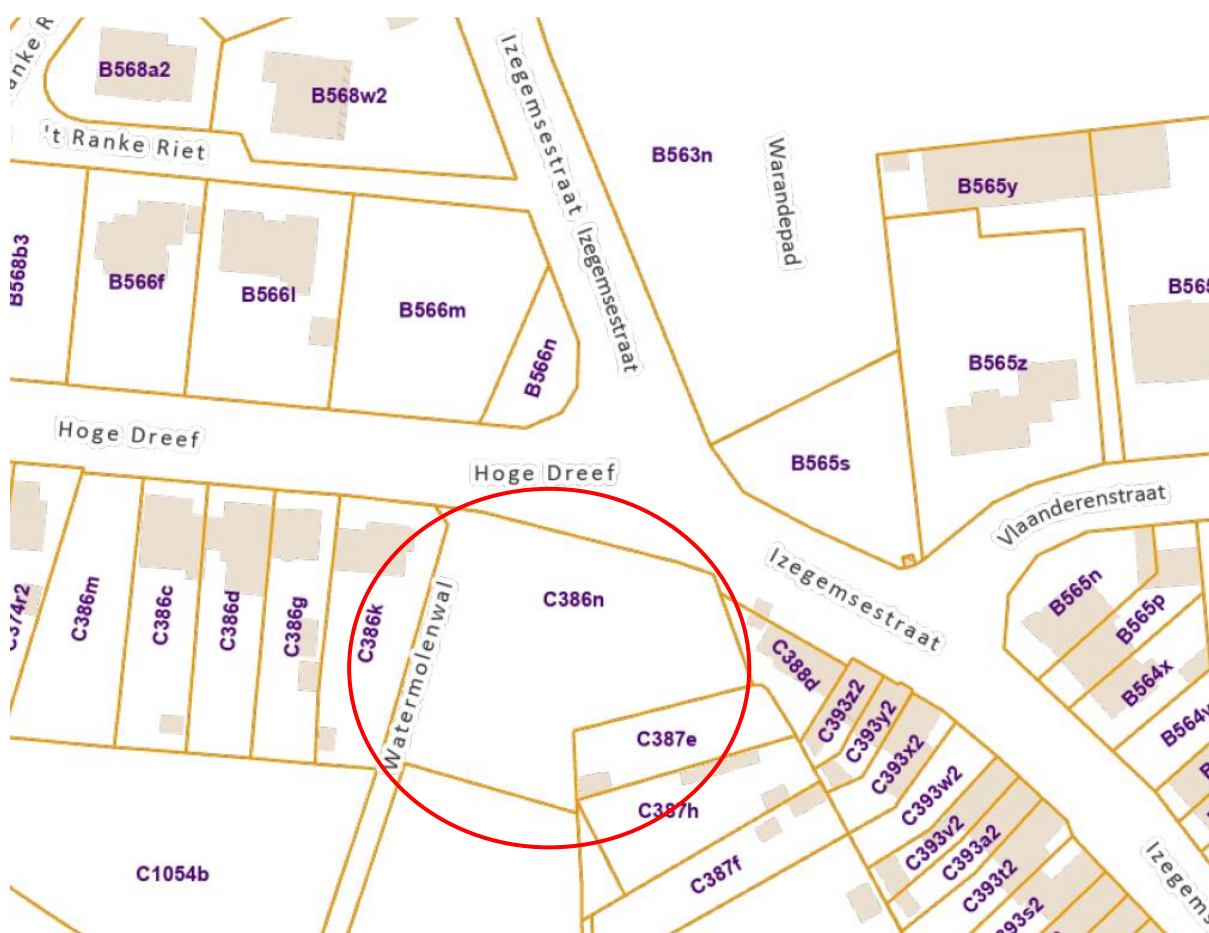 B568a2
B568w2
't Ranke Riet
Izegemsestraat
Izegemsestraat
B563n
Warandepad
B565y
B568b3
B566f
B566l
B566m
B566n
B565z
B565s
Hoge Dreef
Hoge Dreef
Vlaanderenstraat
Izegemsestraat
C386m
C386c
C386d
C386g
C386k
C386n
Watermolenwal
C388d
C393z2
C393y2
C393x2
C393w2
C393v2
C393a2
C393t2
C387e
C387h
C387f
B565n
B565p
B564x
C1054b